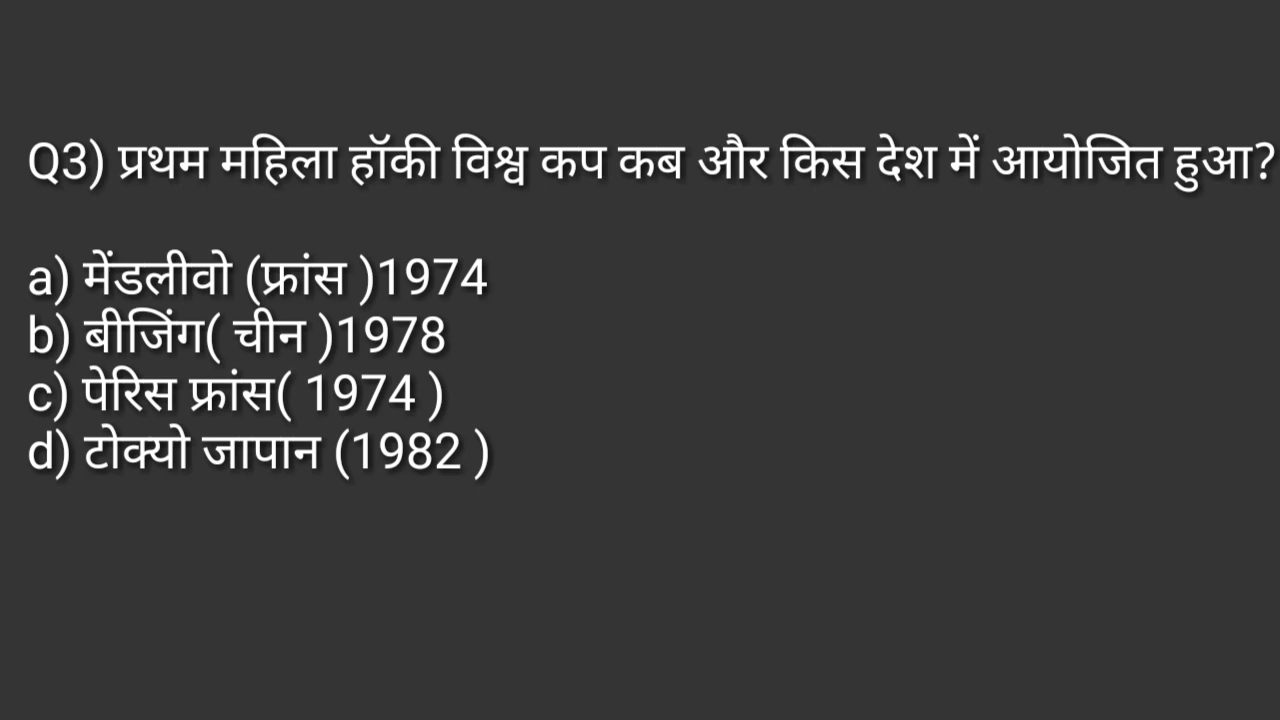 Q3) प्रथम महिला हॉकी विश्व कप कब और किस देश में आयोजित हुआ?
a) मेंडलीवो (फ्रांस )1974
b) बीजिंग( चीन )1978
c) पेरिस फ्रांस( 1974 )
d) टोक्यो जापान (1982 )